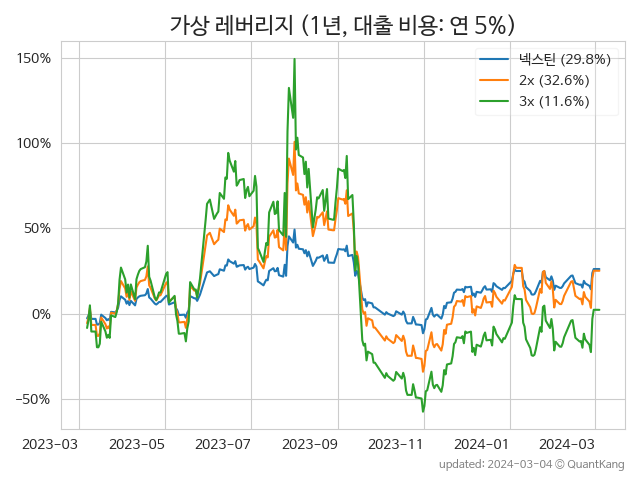 가상 레버리지 (1년, 대출 비용: 연 5%)
150%
100%
50%
0%
−50%
넥스틴 (29.8%)
2x (32.6%)
3x (11.6%)
2023-03 2023-05 2023-07 2023-09 2023-11 2024-01 2024-03
updated: 2024-03-04 © QuantKang